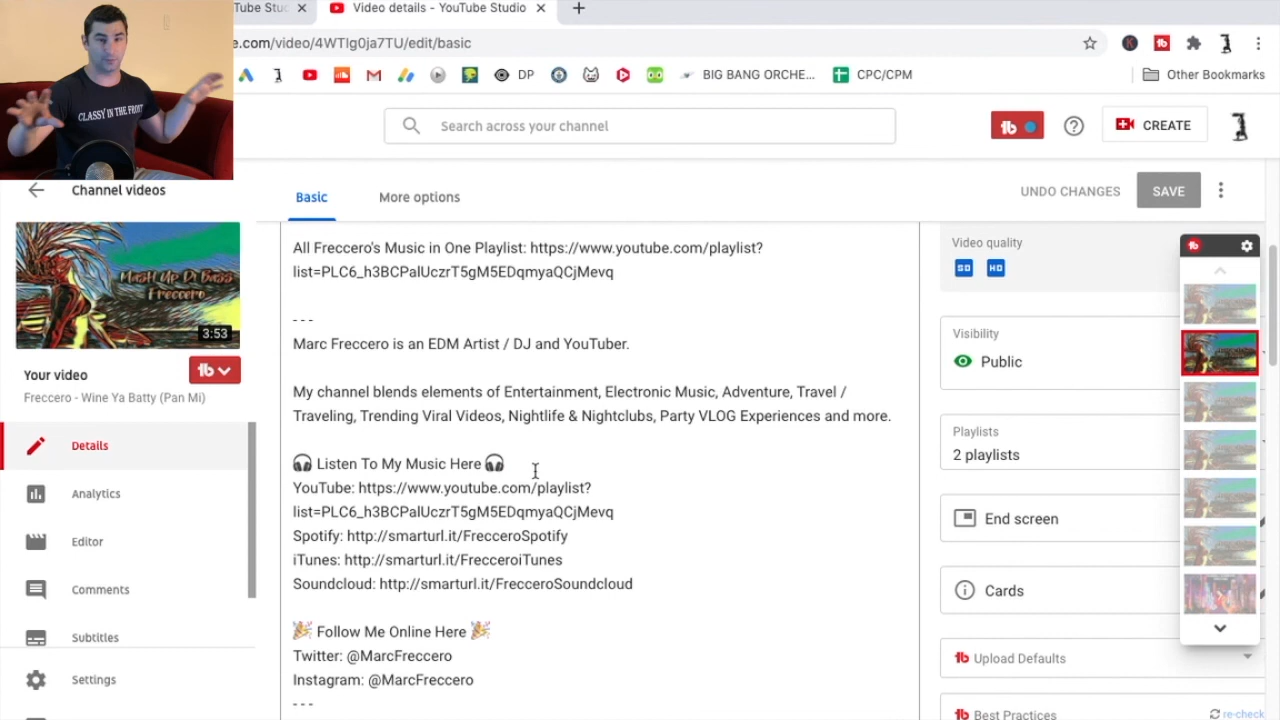 Tube Stuc
Video details - YouTube Studio
e.com/video/4WTlg0ja7TU/edit/basic
DP
BIG BANG ORCHE...
CPC/CPM
Other Bookmarks
CLASSY IN THE FRONT
Search across your channel
CREATE
Channel videos
Basic
More options
UNDO CHANGES
SAVE
Mash Up Di Bass
Freccero
3:53
Your video
Freccero - Wine Ya Batty (Pan Mi)
Details
Analytics
Editor
Comments
Subtitles
Settings
All Freccero's Music in One Playlist: https://www.youtube.com/playlist?
list=PLC6_h3BCPalUczrT5gM5EDqmyaQCjMevq
- - -
Marc Freccero is an EDM Artist / DJ and YouTuber.
My channel blends elements of Entertainment, Electronic Music, Adventure, Travel /
Traveling, Trending Viral Videos, Nightlife & Nightclubs, Party VLOG Experiences and more.
🎧 Listen To My Music Here 🎧
YouTube: https://www.youtube.com/playlist?
list=PLC6_h3BCPalUczrT5gM5EDqmyaQCjMevq
Spotify: http://smarturl.it/FrecceroSpotify
iTunes: http://smarturl.it/FrecceroiTunes
Soundcloud: http://smarturl.it/FrecceroSoundcloud
🎉 Follow Me Online Here 🎉
Twitter: @MarcFreccero
Instagram: @MarcFreccero
- - -
Video quality
SD HD
Visibility
Public
Playlists
2 playlists
End screen
Cards
Upload Defaults
Best Practices
re-check